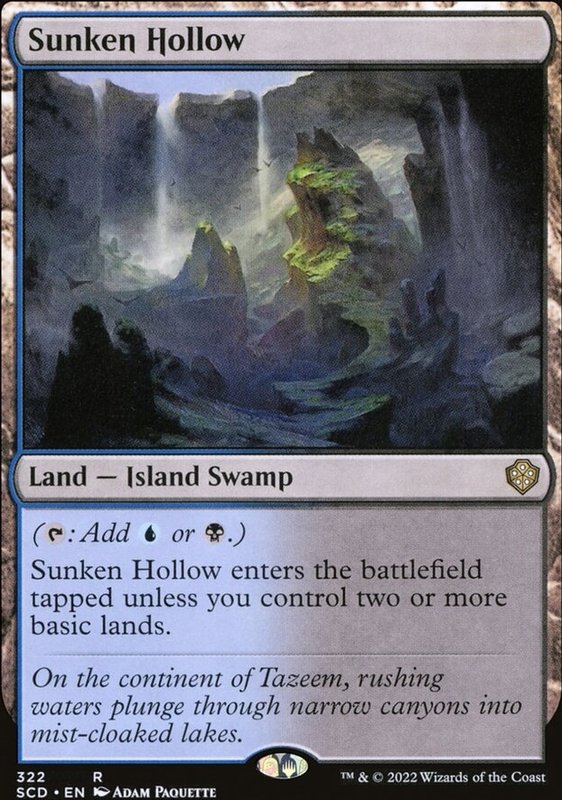 Sunken Hollow
Land — Island Swamp
( : Add or .)
Sunken Hollow enters the battlefield
tapped unless you control two or more
basic lands.
On the continent of Tazeem, rushing
waters plunge through narrow canyons into
mist-cloaked lakes.
322 R
SCD • EN Adam Paquette
™ & © 2022 Wizards of the Coast